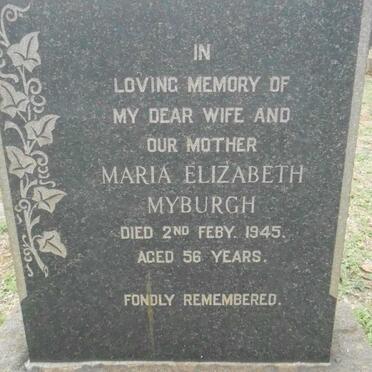 IN
LOVING MEMORY OF
MY DEAR WIFE AND
OUR MOTHER
MARIA ELIZABETH
MYBURGH
DIED 2ND FEBY. 1945.
AGED 56 YEARS.
FONDLY REMEMBERED.